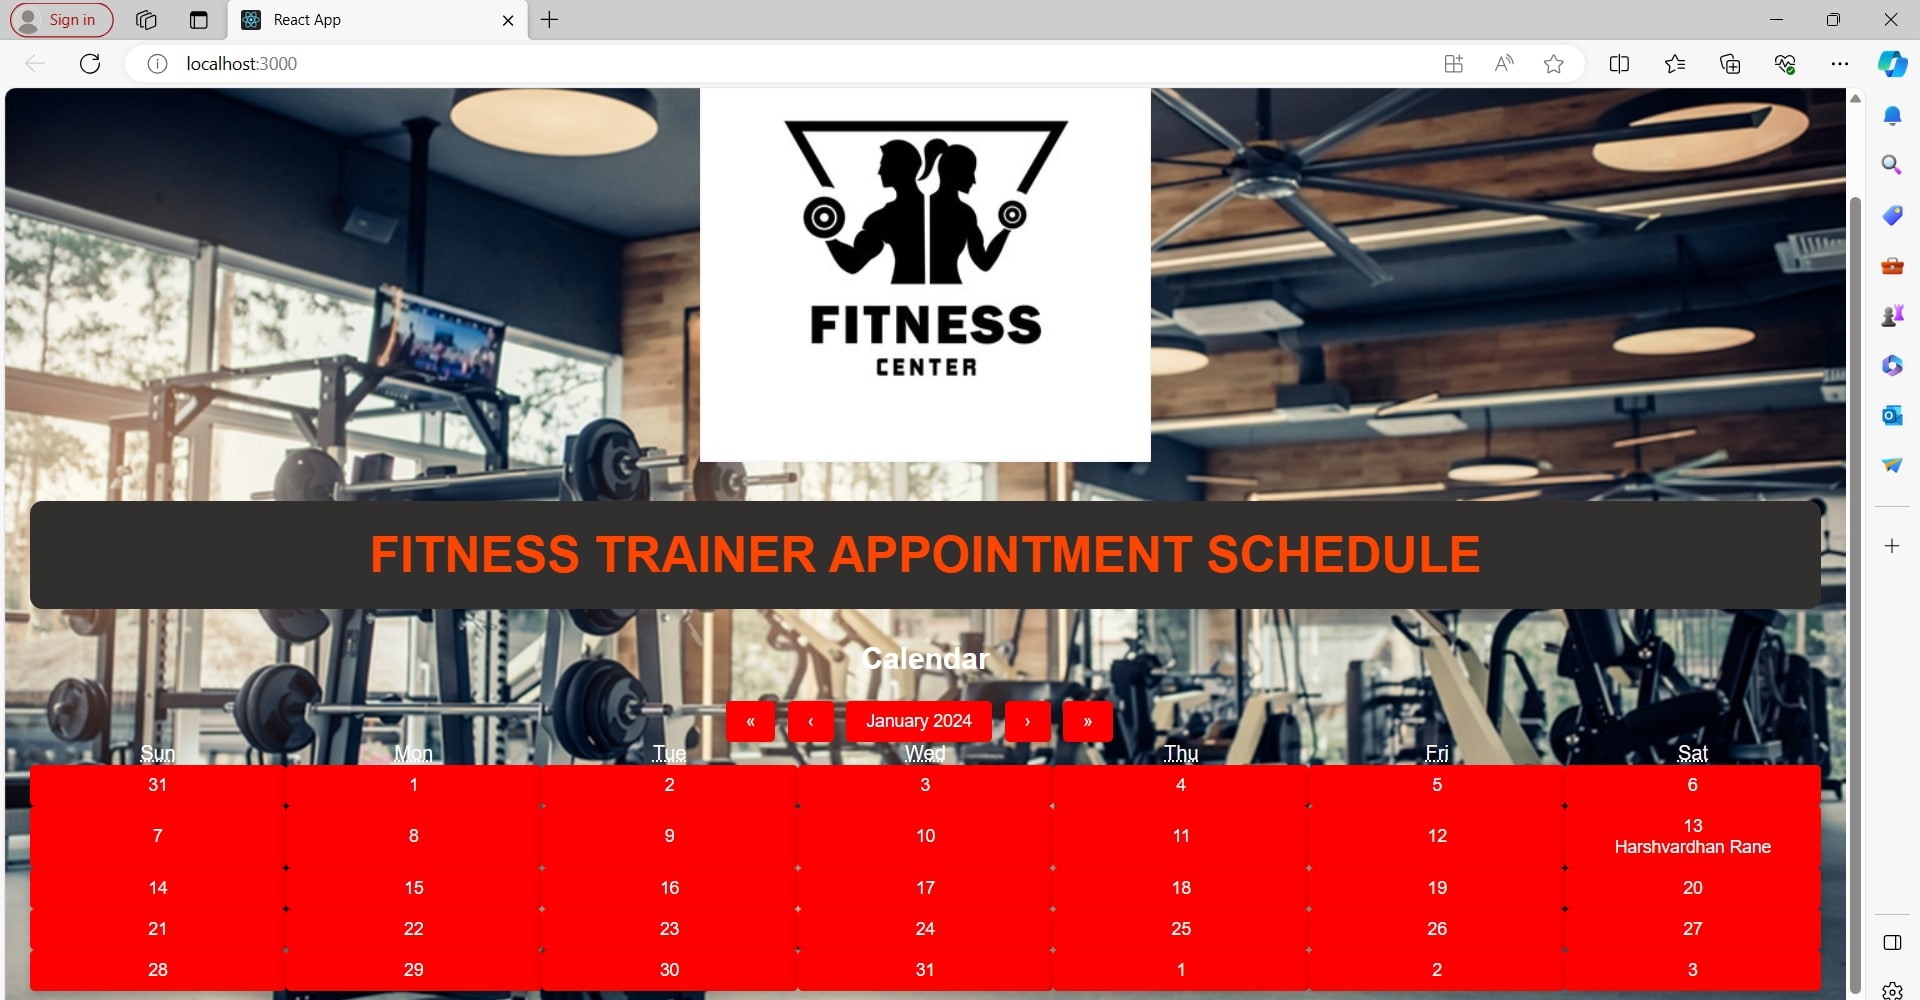 Sign in
React App
localhost:3000
FITNESS
CENTER
FITNESS TRAINER APPOINTMENT SCHEDULE
Calendar
« ‹ January 2024 › »
Sun Mon Tue Wed Thu Fri Sat
31 1 2 3 4 5 6
7 8 9 10 11 12 13
Harshvardhan Rane
14 15 16 17 18 19 20
21 22 23 24 25 26 27
28 29 30 31 1 2 3